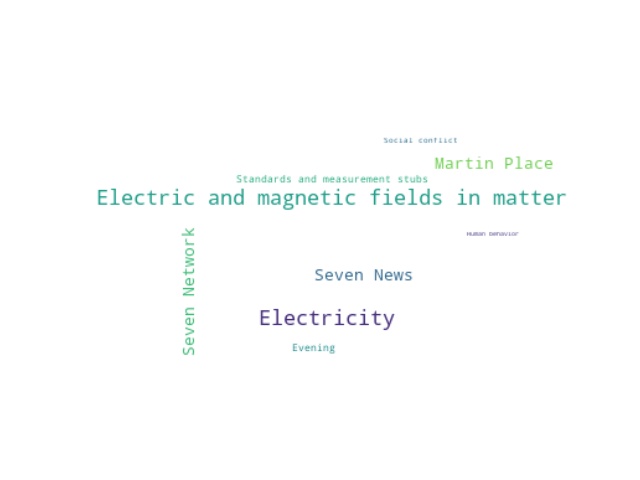 Social conflict
Martin Place
Standards and measurement stubs
Electric and magnetic fields in matter
Human behavior
Seven Network
Seven News
Electricity
Evening